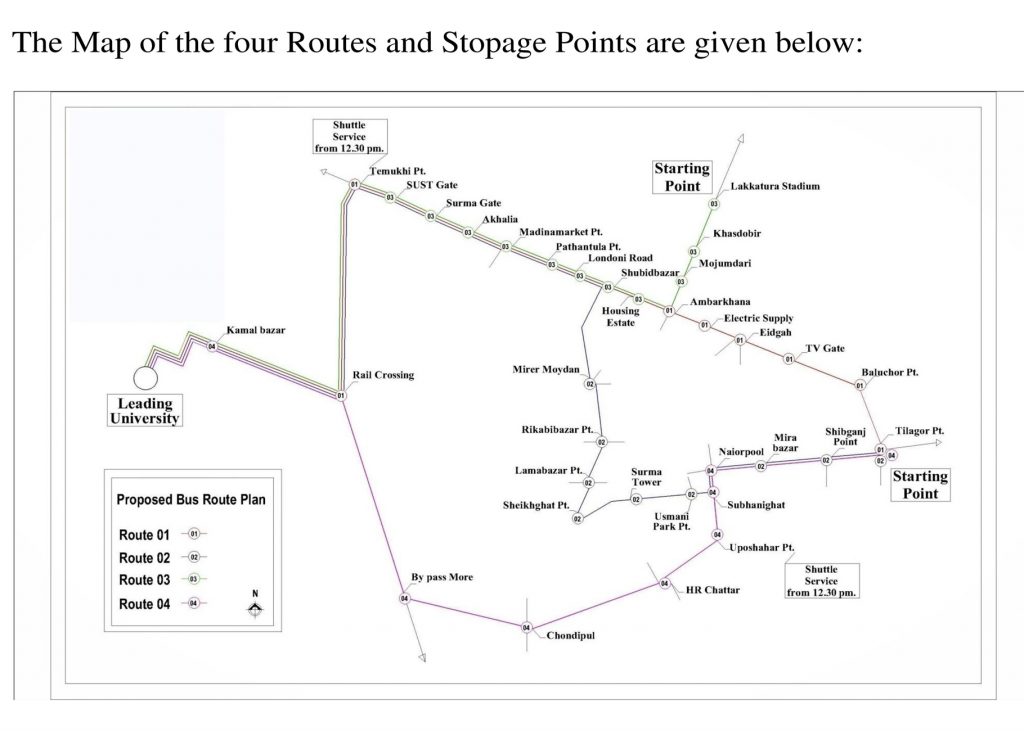 The Map of the four Routes and Stopage Points are given below:
Shuttle
Service
from 12.30 pm.
Temukhi Pt.
01
SUST Gate
03
Surma Gate
03
Akhalia
03
Madinamarket Pt.
03
Pathantula Pt.
03
Londoni Road
03
Shubidbazar
03
Housing
Estate
03
Starting
Point
Lakkatura Stadium
03
Khasdobir
03
Mojumdari
03
Ambarkhana
01
Electric Supply
01
Eidgah
01
TV Gate
01
Baluchor Pt.
01
Kamal bazar
04
Leading
University
Rail Crossing
01
Mirer Moydan
02
Rikabibazar Pt.
02
Lamabazar Pt.
02
Sheikhghat Pt.
02
Surma
Tower
02
Usmani
Park Pt.
02
Naiorpool
04
Mira
bazar
02
Shibganj
Point
02
Tilagor Pt.
01
02
04
Starting
Point
Subhanighat
04
Uposhahar Pt.
04
Shuttle
Service
from 12.30 pm.
HR Chattar
04
Chondipul
04
By pass More
04
Proposed Bus Route Plan
Route 01 01
Route 02 02
Route 03 03
Route 04 04
N